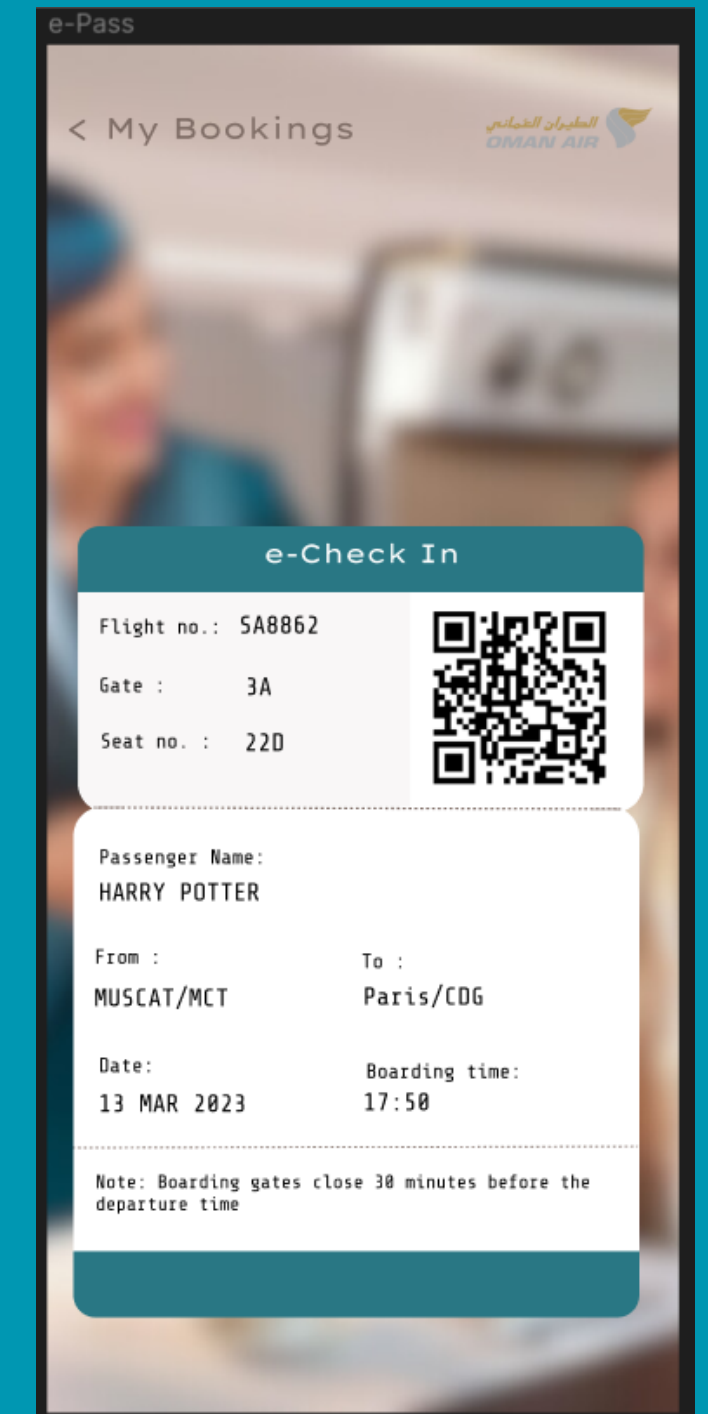 e-Pass
< My Bookings
الطيران العماني
OMAN AIR
40
e-Check In
Flight no.: SA8862
Gate : 3A
Seat no. : 22D
Passenger Name:
HARRY POTTER
From :
To :
MUSCAT/MCT
Paris/CDG
Date:
Boarding time:
13 MAR 2023
17:50
Note: Boarding gates close 30 minutes before the
departure time